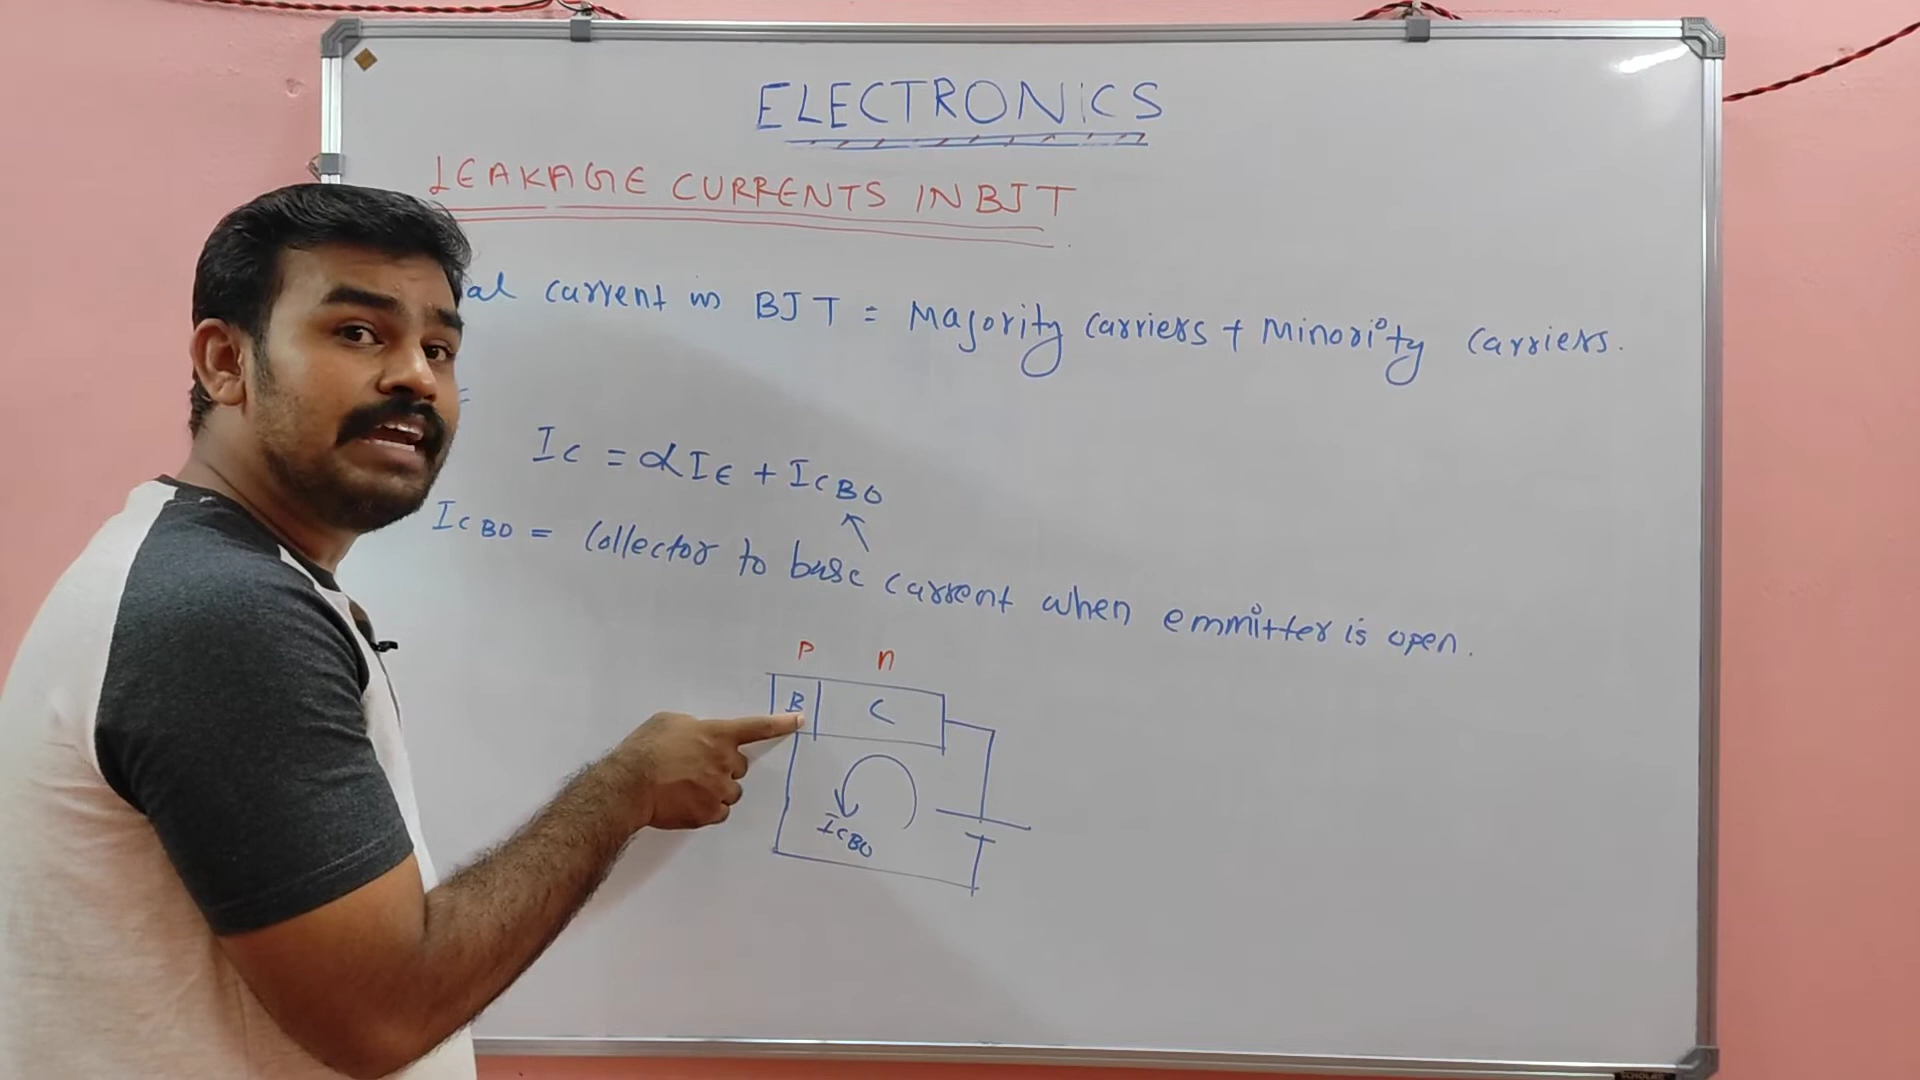 ELECTRONICS
LEAKAGE CURRENTS IN BJT
al current in BJT = Majority carriers + Minority carriers.
=
Ic = αIE + ICBO
ICBO = Collector to base current when emmitter is open.
P n
B C
ICBO